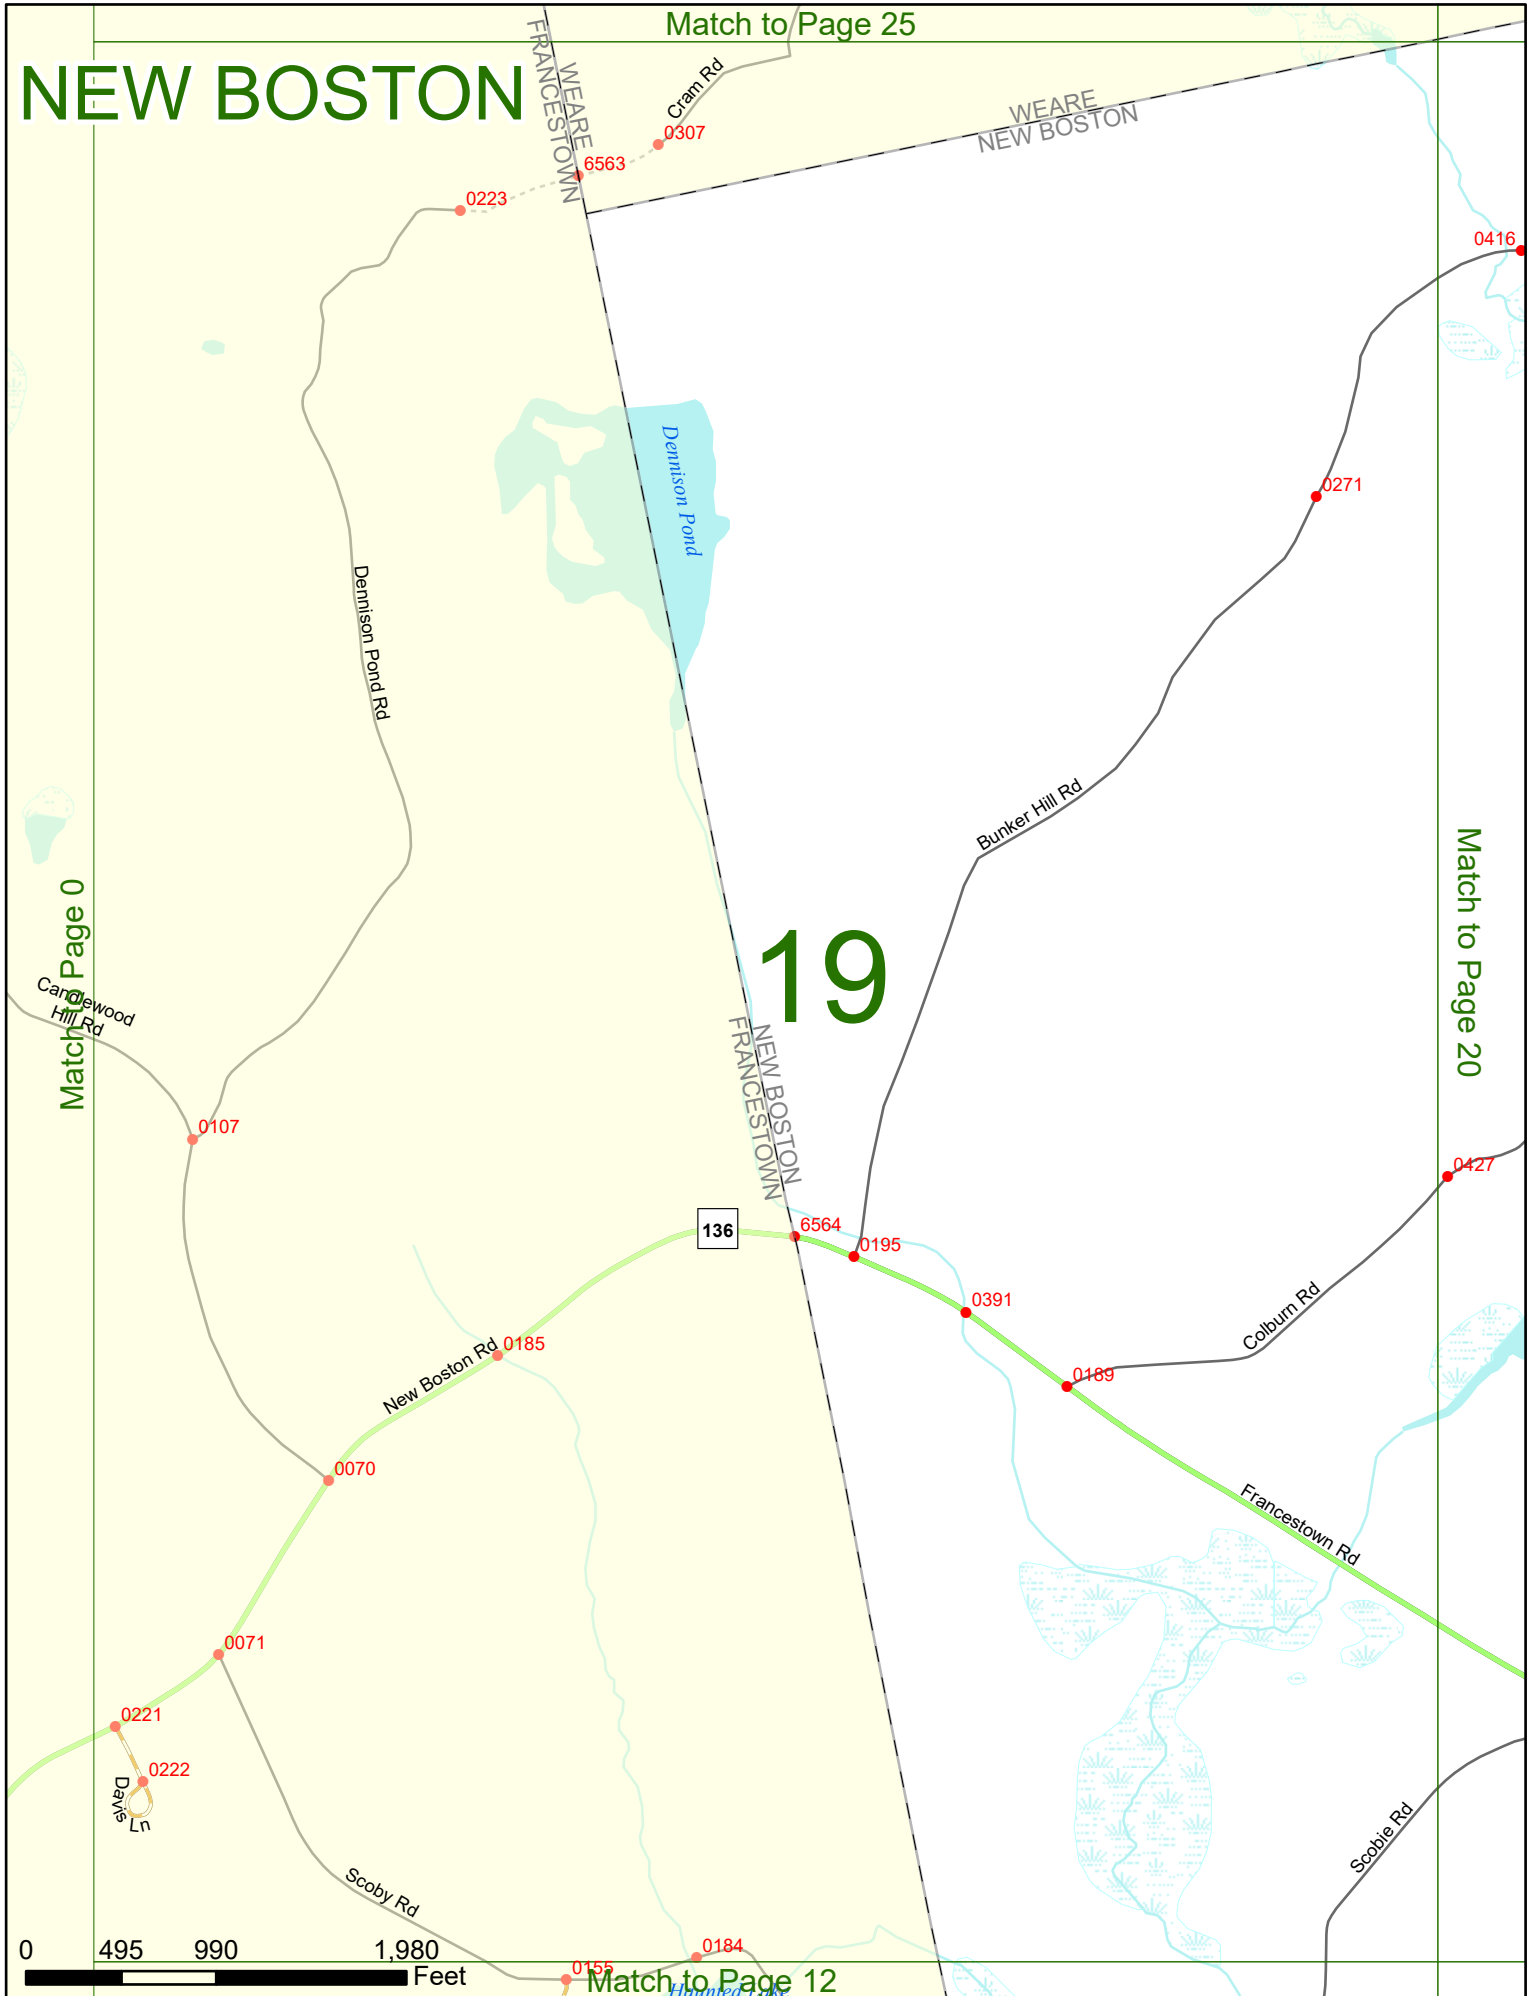 Match to Page 25
NEW BOSTON
FRANCESTOWN
WEARE
Cram Rd
0307
WEARE
NEW BOSTON
6563
0223
0416
Dennison Pond
0271
Dennison Pond Rd
Bunker Hill Rd
Match to Page 0
Match to Page 20
19
Candlewood
Hill Rd
NEW BOSTON
FRANCESTOWN
0107
0427
136
6564
0195
0391
Colburn Rd
0185
New Boston Rd
0189
0070
Francestown Rd
0071
0221
0222
Davis
Ln
Scobie Rd
Scoby Rd
0 495 990 1,980
Feet
0184
0155
Match to Page 12
Haunted Lake